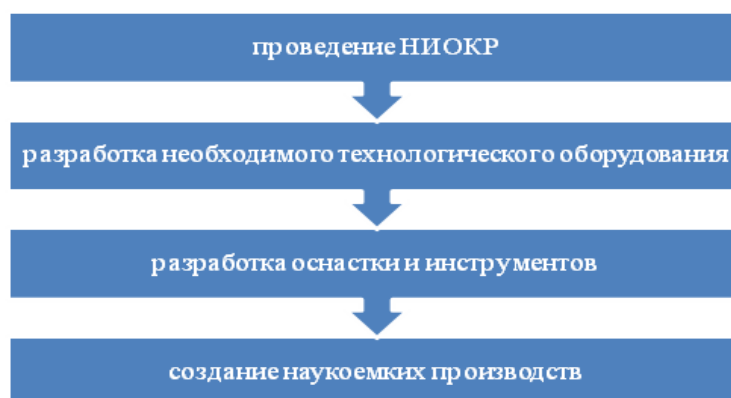 проведение НИОКР
разработка необходимого технологического оборудования
разработка оснастки и инструментов
создание наукоемких производств